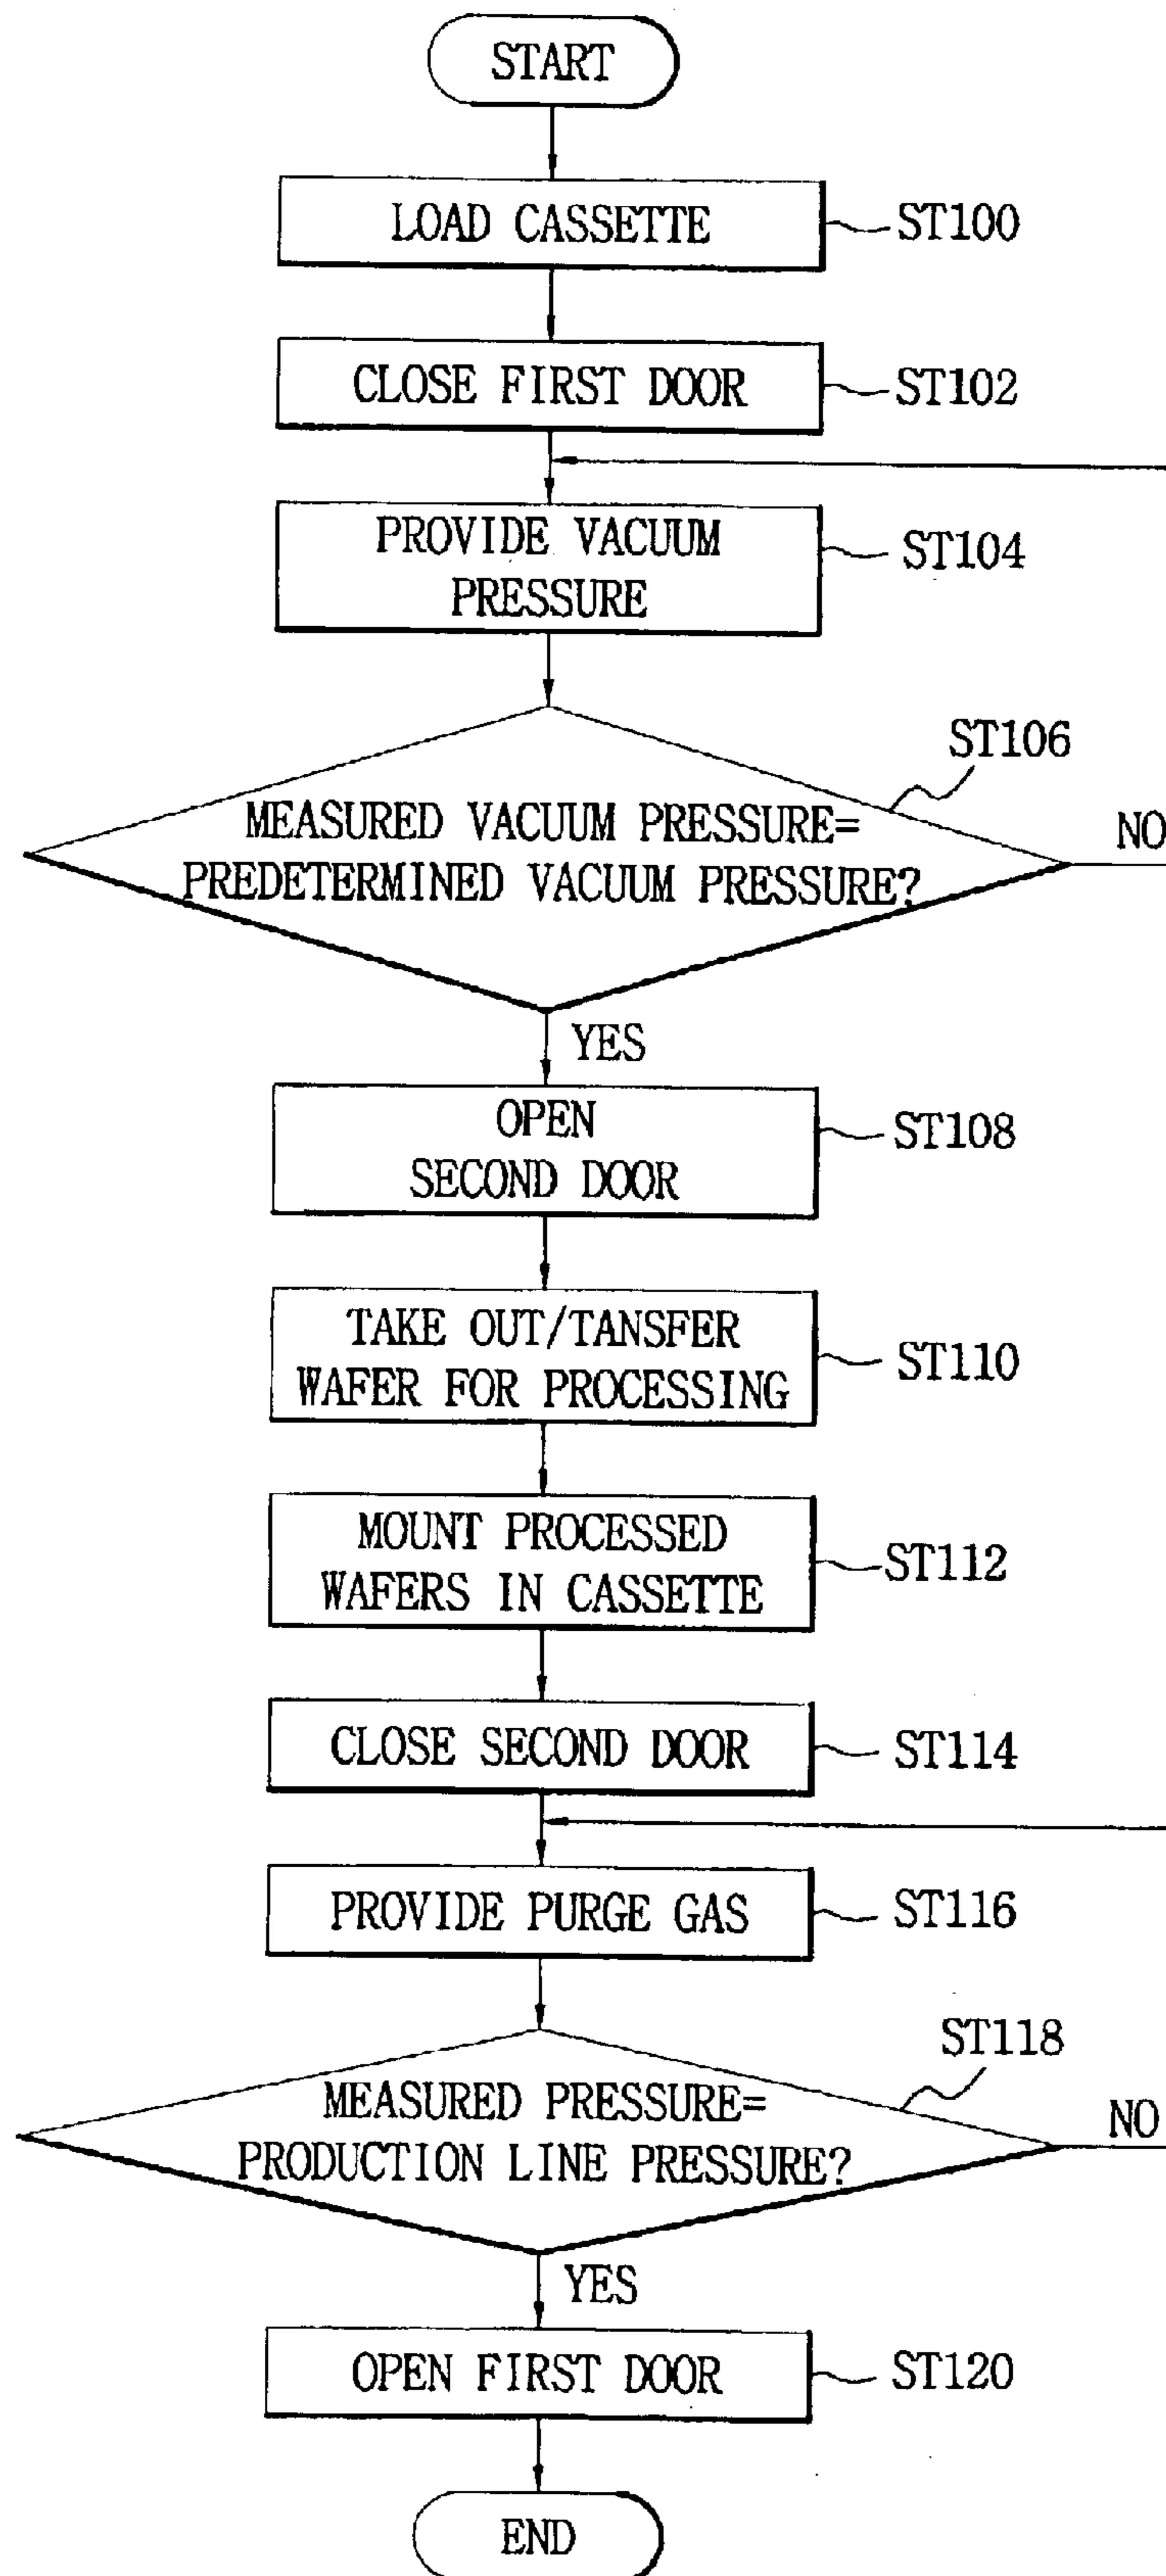 START
LOAD CASSETTE
ST100
CLOSE FIRST DOOR
ST102
PROVIDE VACUUM
PRESSURE
ST104
ST106
MEASURED VACUUM PRESSURE=
PREDETERMINED VACUUM PRESSURE?
NO
YES
OPEN
SECOND DOOR
ST108
TAKE OUT/TANSFER
WAFER FOR PROCESSING
ST110
MOUNT PROCESSED
WAFERS IN CASSETTE
ST112
CLOSE SECOND DOOR
ST114
PROVIDE PURGE GAS
ST116
ST118
MEASURED PRESSURE=
PRODUCTION LINE PRESSURE?
NO
YES
OPEN FIRST DOOR
ST120
END